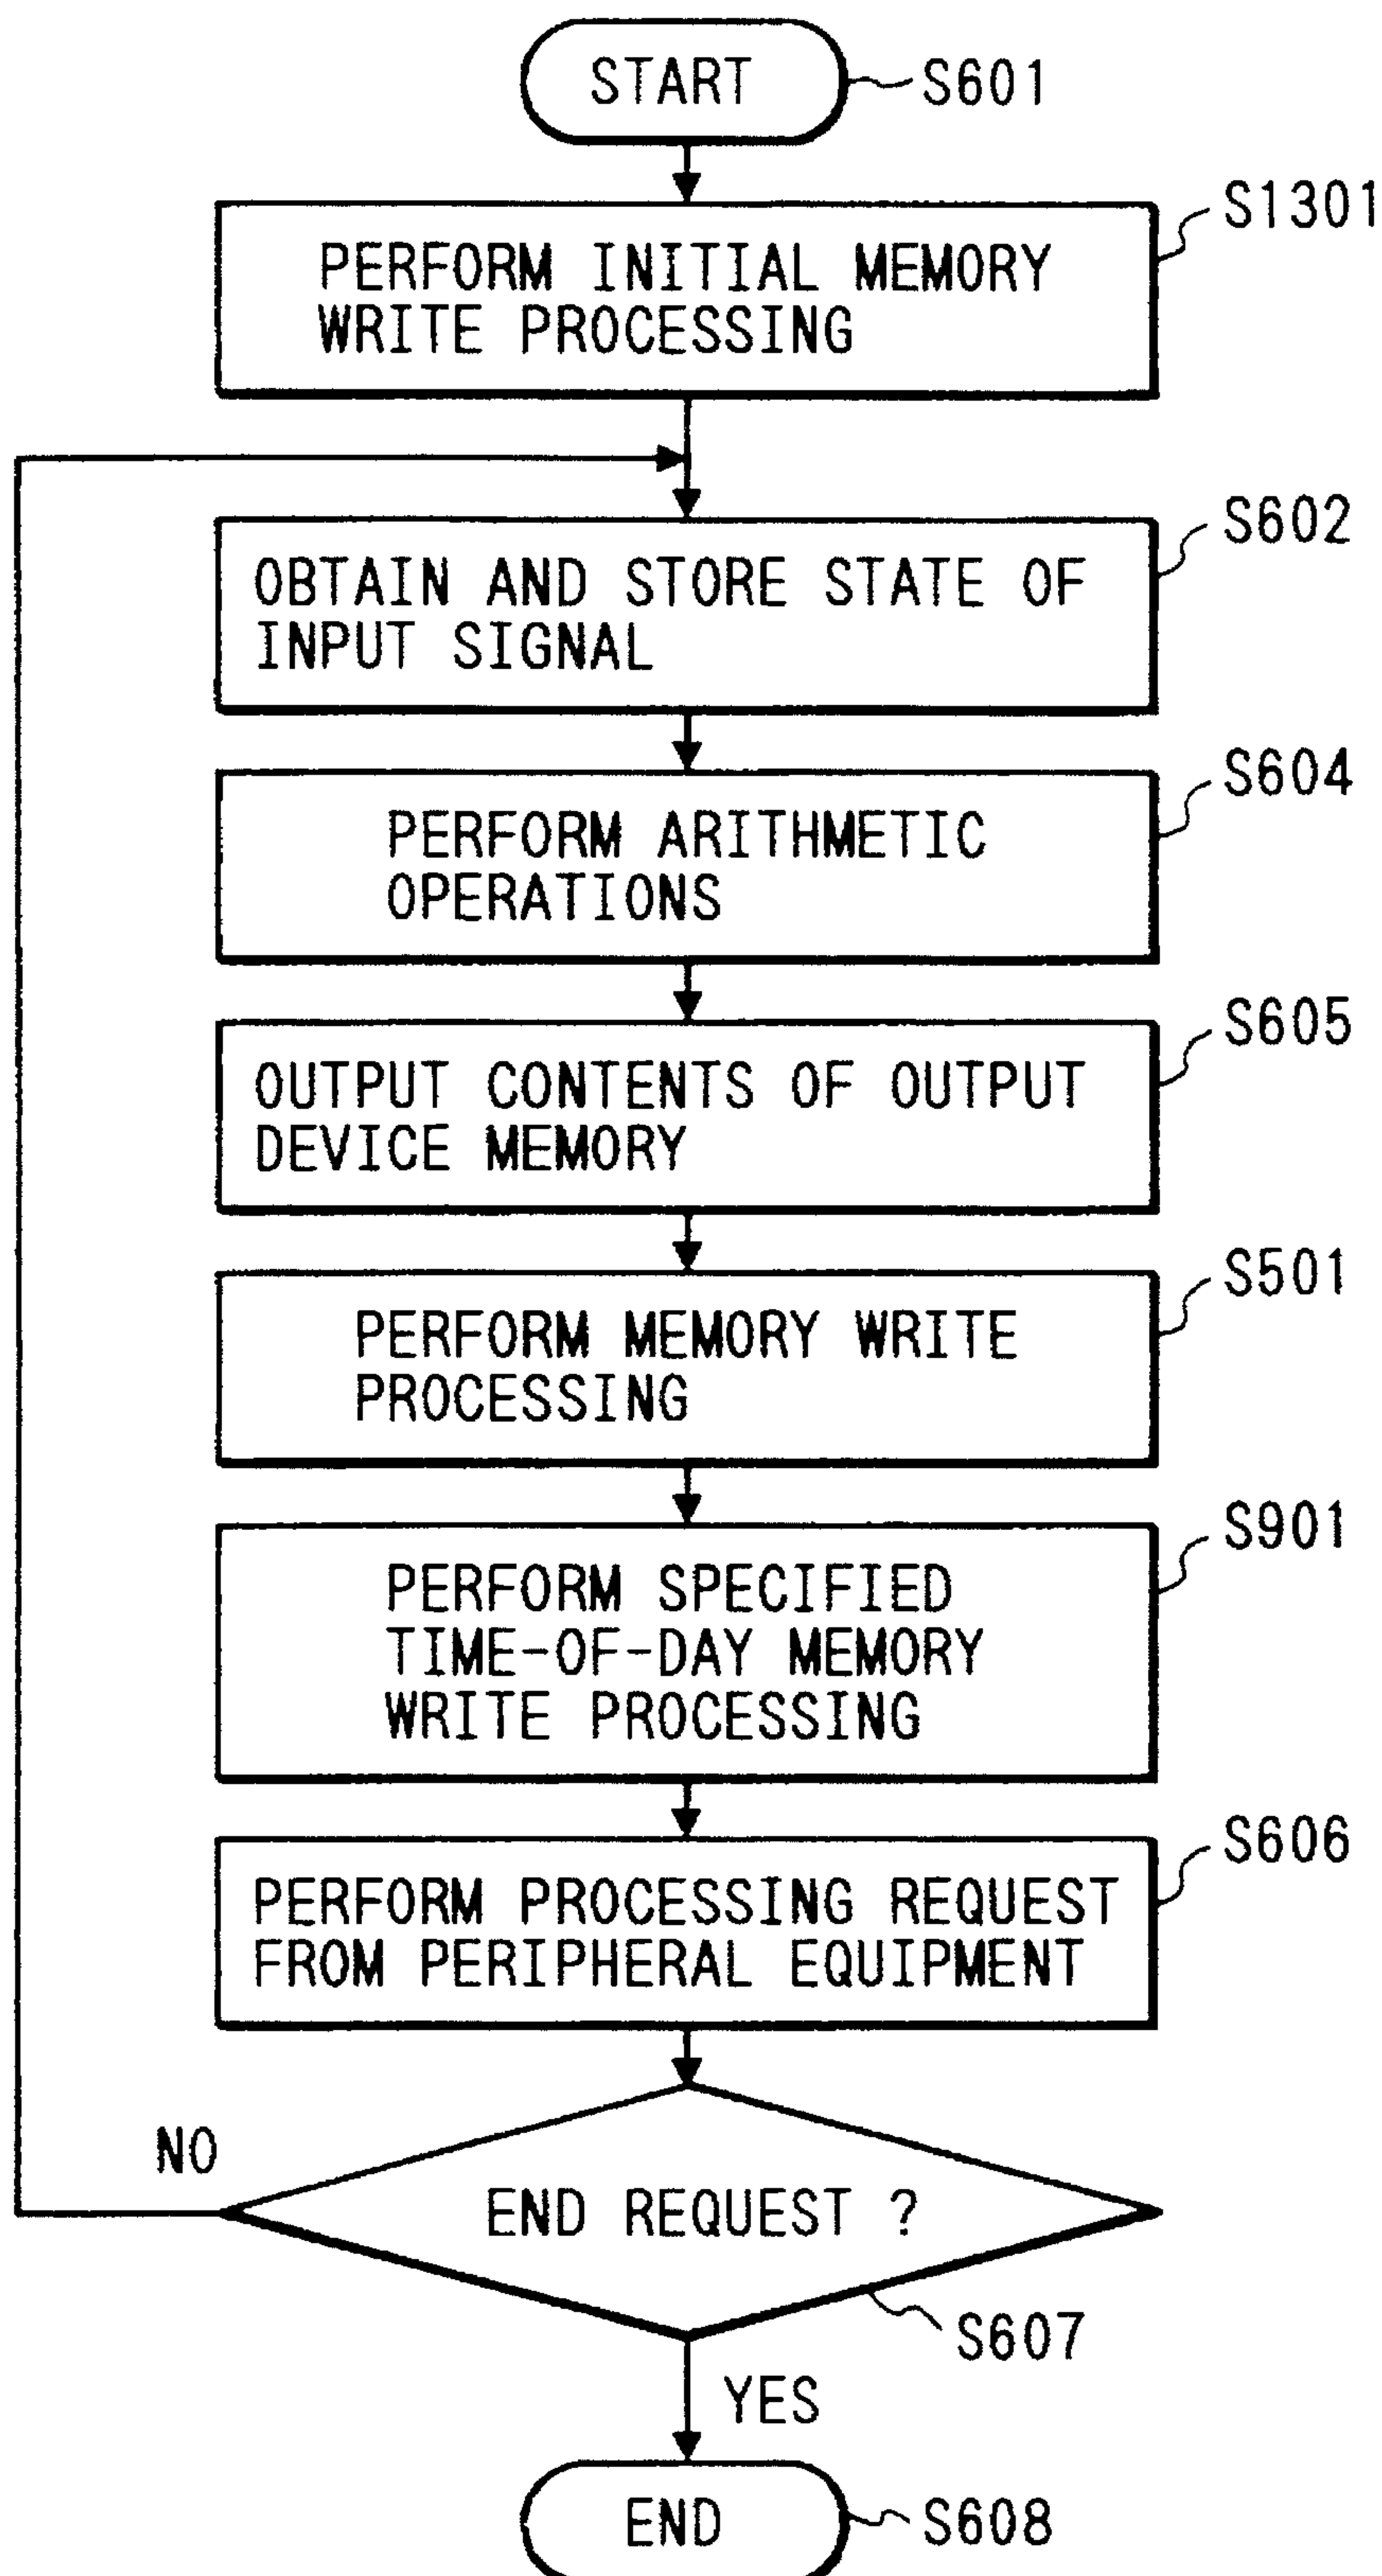 START
S601
S1301
PERFORM INITIAL MEMORY
WRITE PROCESSING
S602
OBTAIN AND STORE STATE OF
INPUT SIGNAL
S604
PERFORM ARITHMETIC
OPERATIONS
S605
OUTPUT CONTENTS OF OUTPUT
DEVICE MEMORY
S501
PERFORM MEMORY WRITE
PROCESSING
S901
PERFORM SPECIFIED
TIME-OF-DAY MEMORY
WRITE PROCESSING
S606
PERFORM PROCESSING REQUEST
FROM PERIPHERAL EQUIPMENT
NO
END REQUEST ?
S607
YES
END
S608